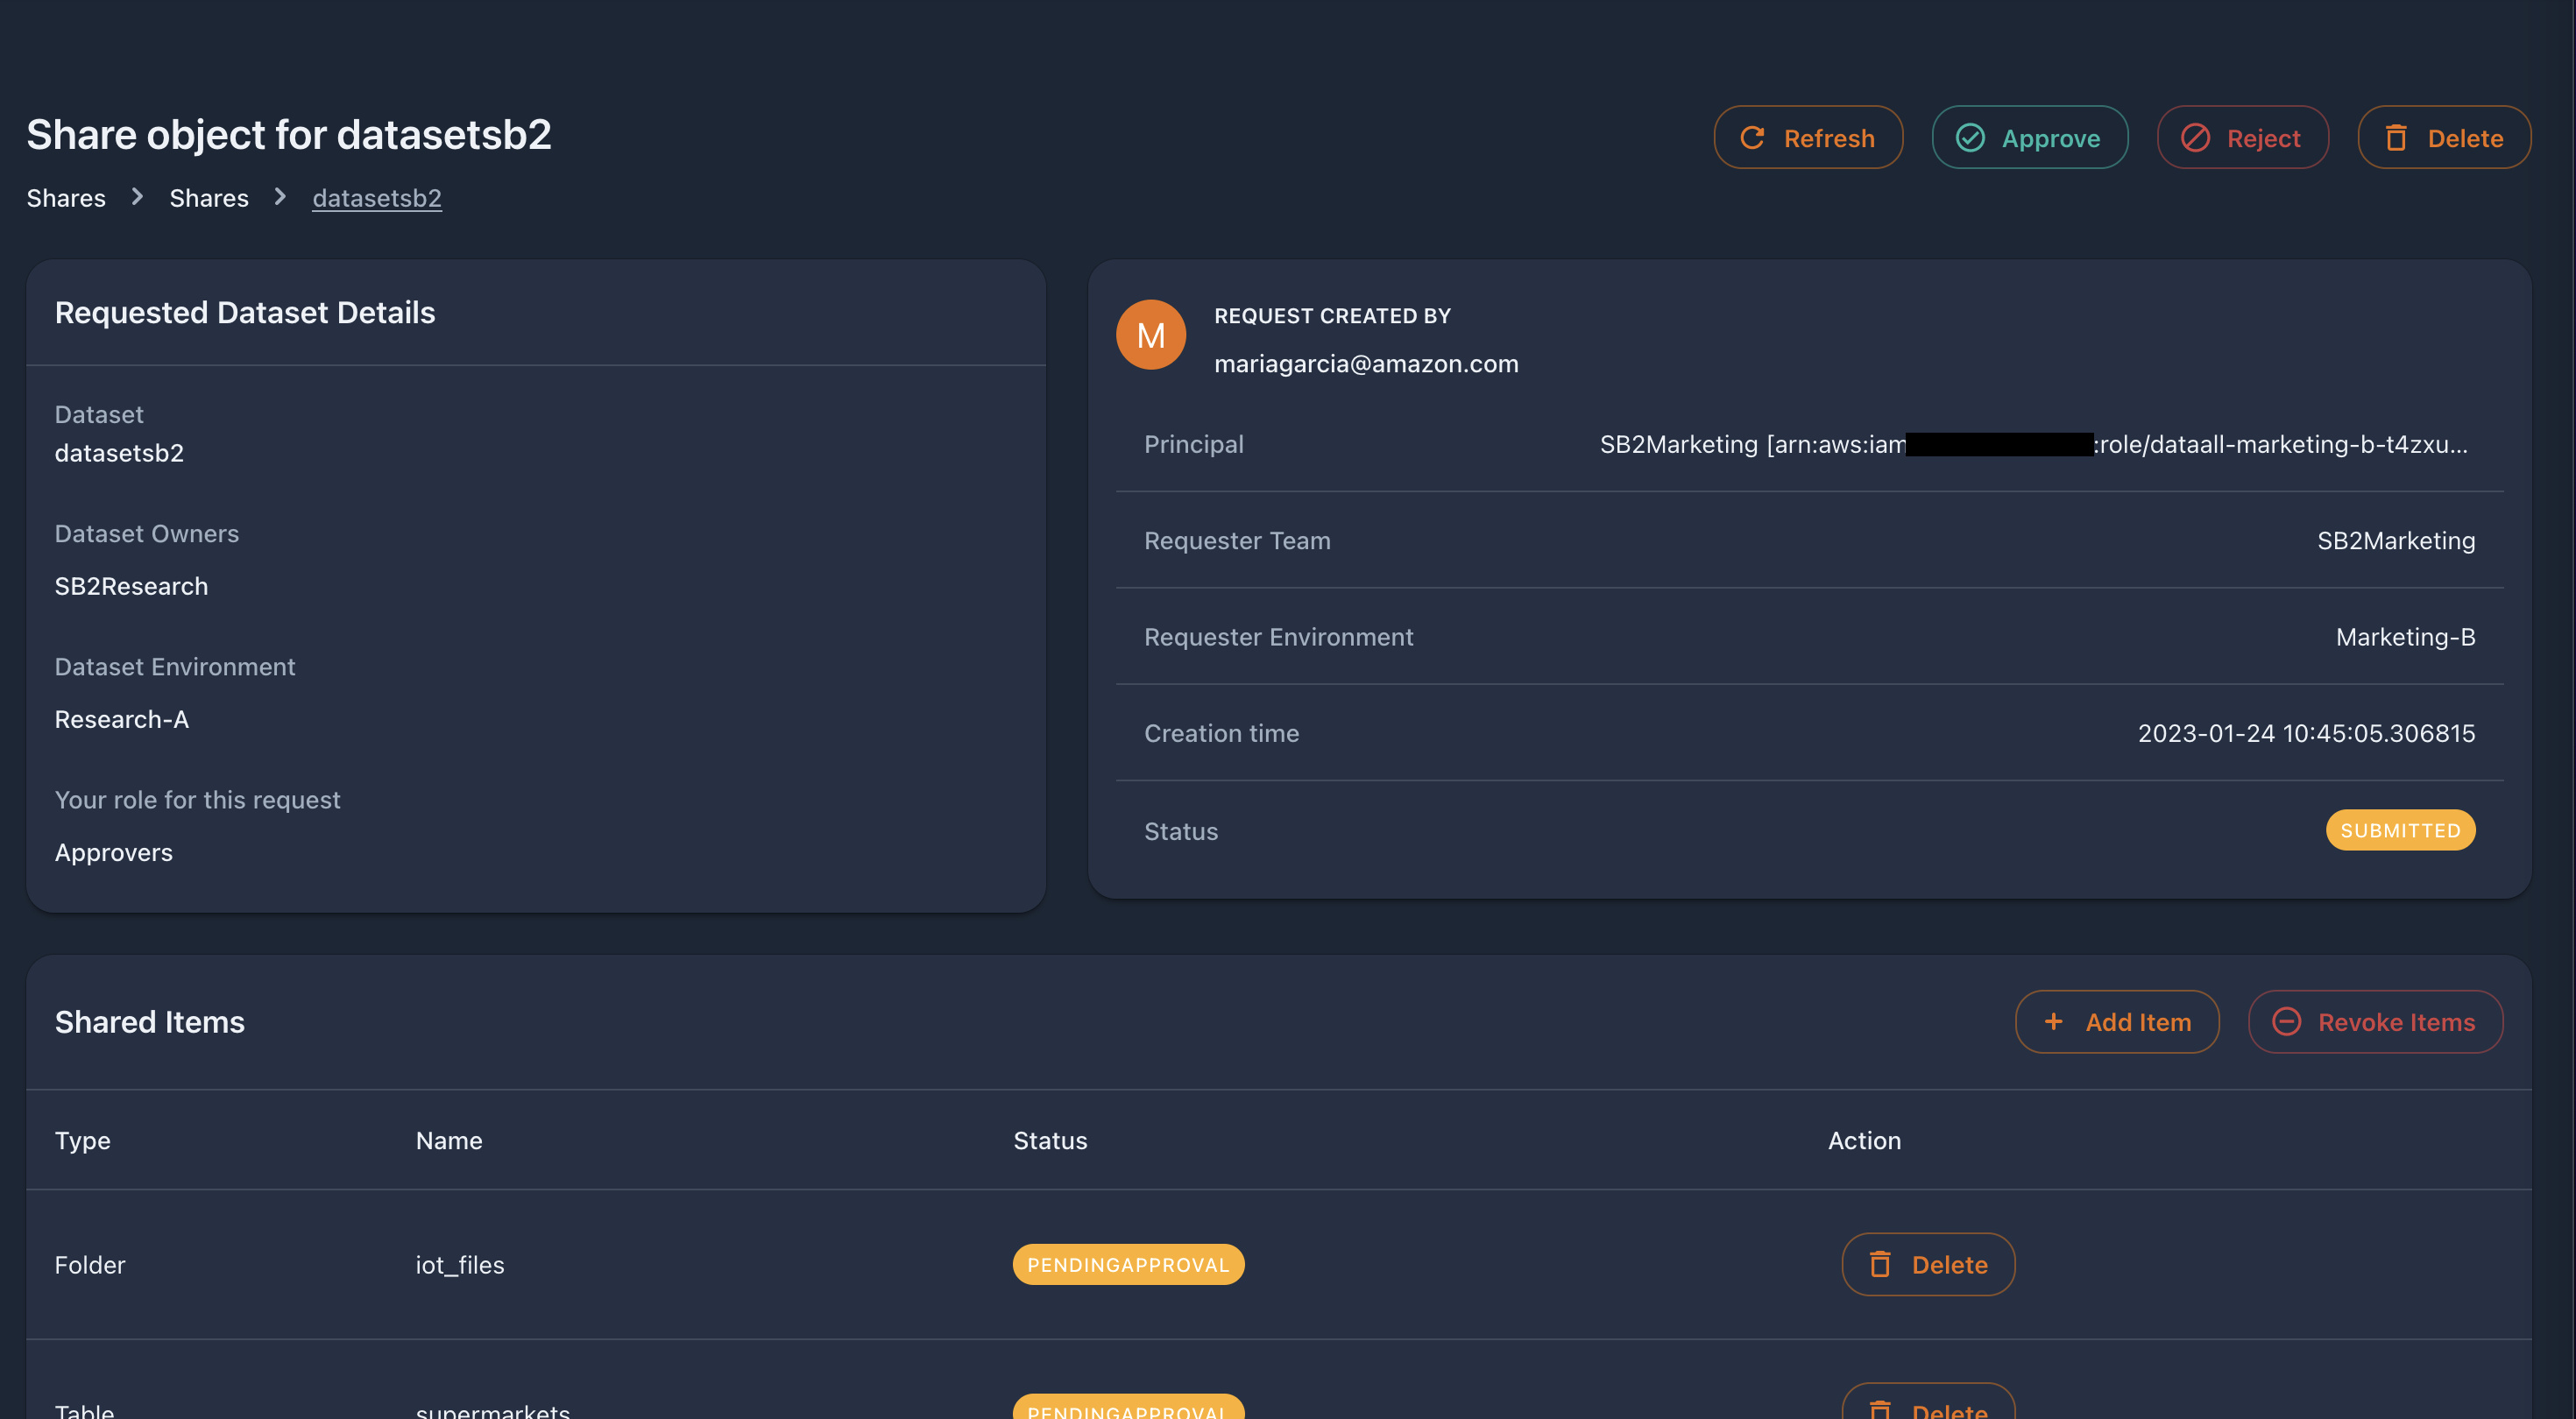 Share object for datasetsb2
Refresh
Approve
Reject
Delete
Shares > Shares > datasetsb2
Requested Dataset Details
Dataset
datasetsb2
Dataset Owners
SB2Research
Dataset Environment
Research-A
Your role for this request
Approvers
M
REQUEST CREATED BY
mariagarcia@amazon.com
Principal SB2Marketing [arn:aws:iam :role/dataall-marketing-b-t4zxu...
Requester Team SB2Marketing
Requester Environment Marketing-B
Creation time 2023-01-24 10:45:05.306815
Status SUBMITTED
Shared Items
Add Item
Revoke Items
Type Name Status Action
Folder iot_files PENDINGAPPROVAL Delete
Table supermarkets PENDINGAPPROVAL Delete